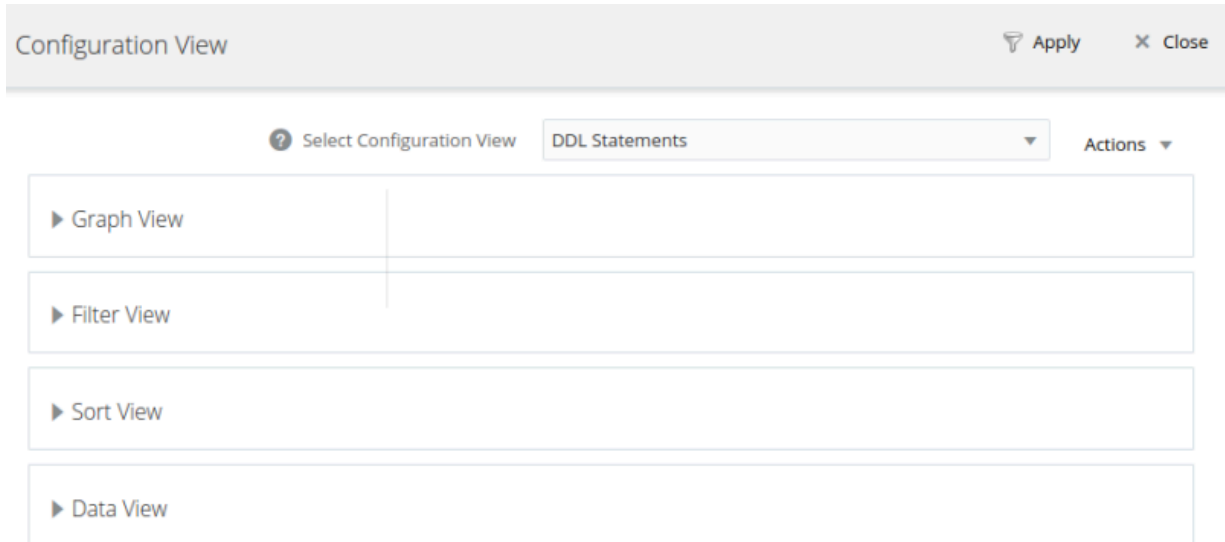 Configuration View
Apply
Close
Select Configuration View
DDL Statements
Actions
Graph View
Filter View
Sort View
Data View